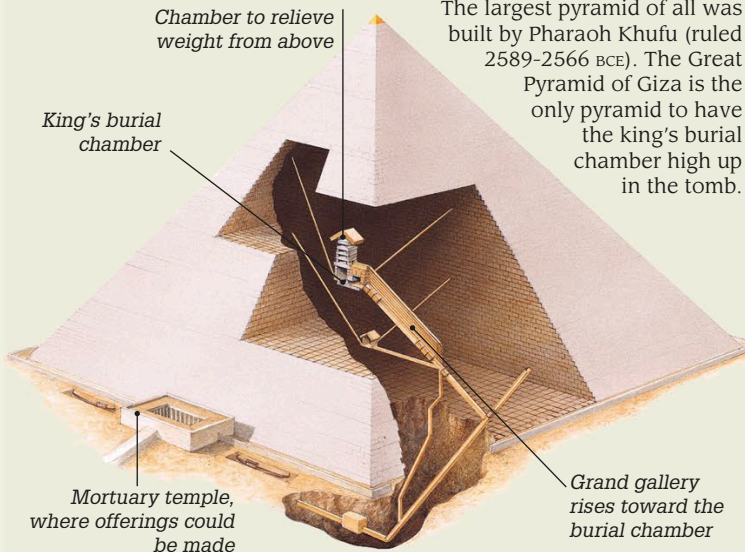 Chamber to relieve
weight from above
The largest pyramid of all was
built by Pharaoh Khufu (ruled
2589-2566 BCE). The Great
Pyramid of Giza is the
only pyramid to have
the king's burial
chamber high up
in the tomb.
King's burial
chamber
Mortuary temple,
where offerings could
be made
Grand gallery
rises toward the
burial chamber